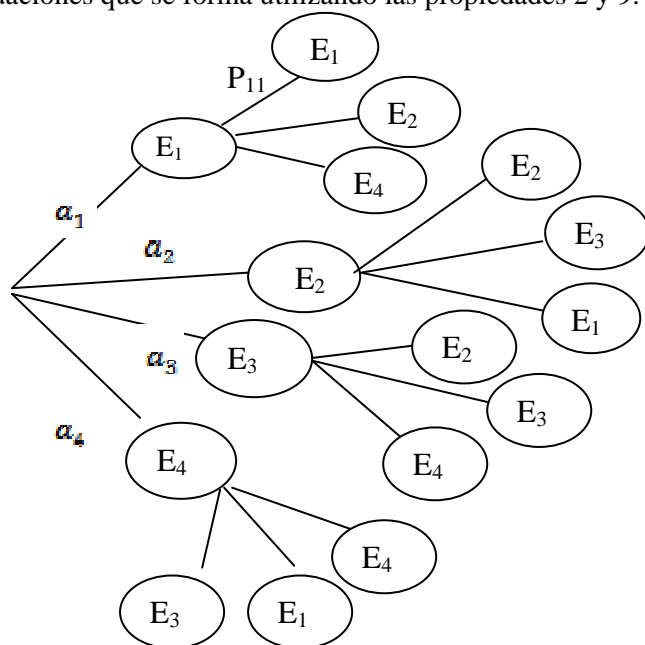 uaciones que se forma utilizando las propiedades 2 y 9.
E₁
P₁₁
E₂
E₁
E₄
E₂
a₁
E₃
a₂
E₂
E₁
E₂
a₃
E₃
E₃
a₄
E₄
E₄
E₄
E₃
E₁